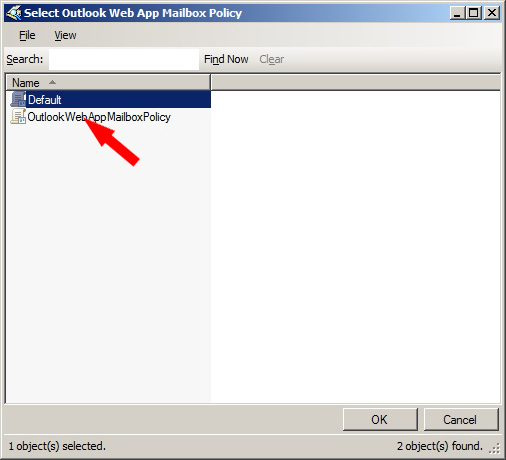 Select Outlook Web App Mailbox Policy
File View
Search: Find Now Clear
Name
Default
OutlookWebAppMailboxPolicy
OK Cancel
1 object(s) selected. 2 object(s) found.